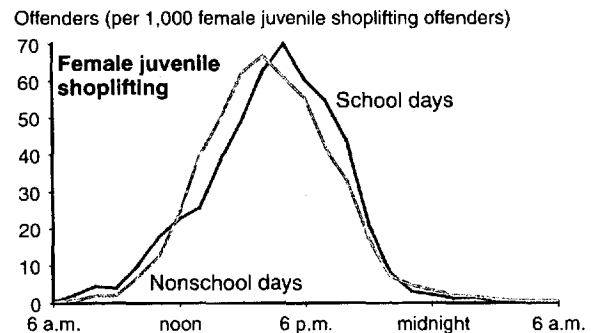 Offenders (per 1,000 female juvenile shoplifting offenders)
70
Female juvenile
shoplifting
60
School days
50
40
30
20
10
Nonschool days
0
6 a.m. noon 6 p.m. midnight 6 a.m.